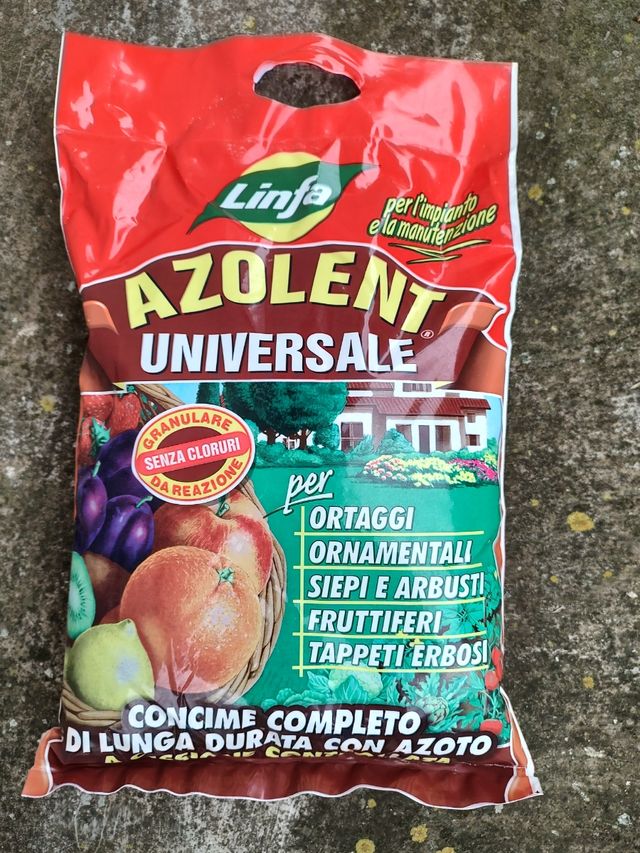 Linfa
per l'impianto
e la manutenzione
AZOLENT
®
UNIVERSALE
GRANULARE
SENZA CLORURI
DA REAZIONE
per
ORTAGGI
ORNAMENTALI
SIEPI E ARBUSTI
FRUTTIFERI
TAPPETI ERBOSI
CONCIME COMPLETO
DI LUNGA DURATA CON AZOTO
A